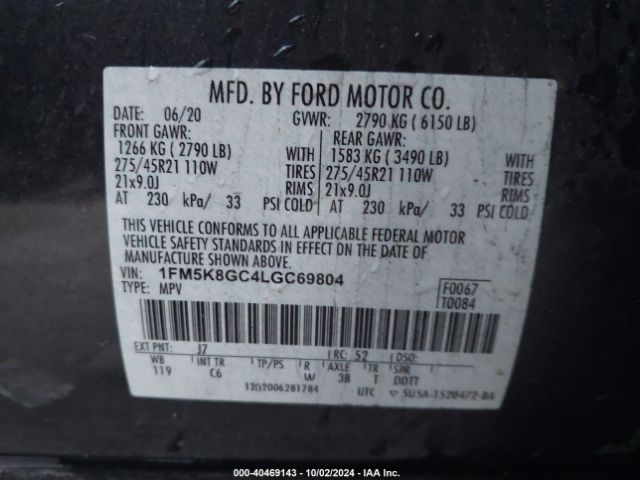 MFD. BY FORD MOTOR CO.
DATE: 06/20 GVWR: 2790 KG ( 6150 LB)
FRONT GAWR: REAR GAWR:
1266 KG ( 2790 LB) WITH 1583 KG ( 3490 LB) WITH
275/45R21 110W TIRES 275/45R21 110W TIRES
21x9.0J RIMS 21x9.0J RIMS
AT 230 kPa/ 33 PSI COLD AT 230 kPa/ 33 PSI COLD
THIS VEHICLE CONFORMS TO ALL APPLICABLE FEDERAL MOTOR
VEHICLE SAFETY STANDARDS IN EFFECT ON THE DATE OF
MANUFACTURE SHOWN ABOVE.
VIN: 1FM5K8GC4LGC69804 F0067
TYPE: MPV T0084
EXT PNT: J7 RC: 52 DSO:
WB INT TR TP/PS R AXLE TR SPR
119 C6 W 3B T DDTT
12D2006281784 UTC 5U5A-1520472-BA
000-40469143 - 10/02/2024 - IAA Inc.